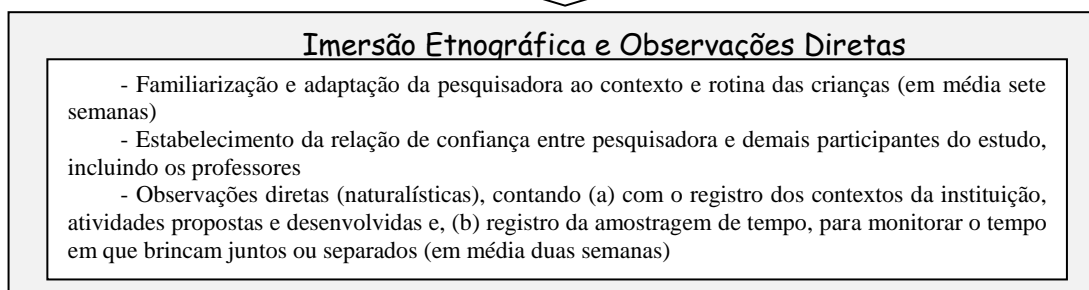 Imersão Etnográfica e Observações Diretas
- Familiarização e adaptação da pesquisadora ao contexto e rotina das crianças (em média sete
semanas)
- Estabelecimento da relação de confiança entre pesquisadora e demais participantes do estudo,
incluindo os professores
- Observações diretas (naturalísticas), contando (a) com o registro dos contextos da instituição,
atividades propostas e desenvolvidas e, (b) registro da amostragem de tempo, para monitorar o tempo
em que brincam juntos ou separados (em média duas semanas)